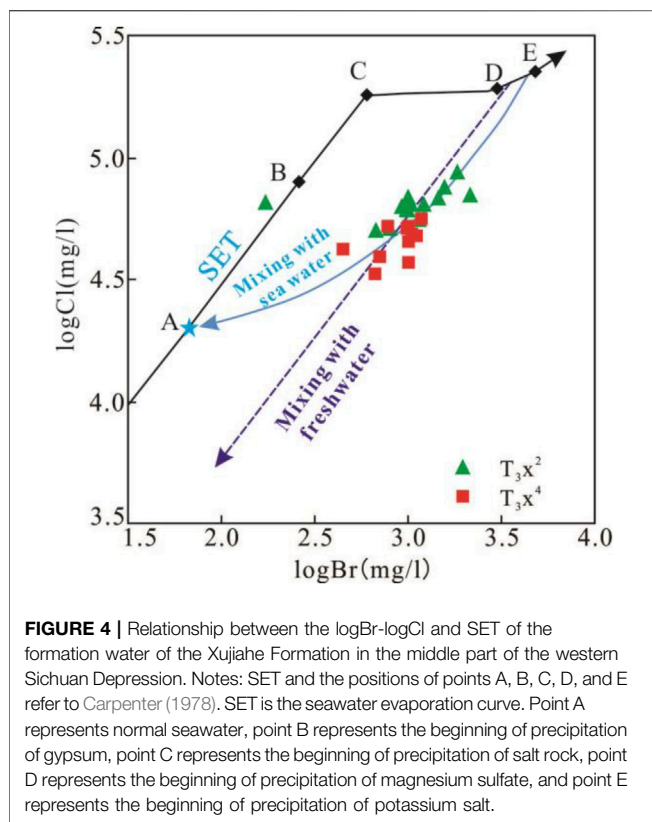 5.5
5.0
4.5
4.0
3.5
logCl(mg/l)
A
B
C
D
E
SET
Mixing with
sea water
Mixing with
freshwater
T₃x²
T₃x⁴
1.5
2.0
2.5
3.0
3.5
4.0
logBr(mg/l)
FIGURE 4 | Relationship between the logBr-logCl and SET of the
formation water of the Xujiahe Formation in the middle part of the western
Sichuan Depression. Notes: SET and the positions of points A, B, C, D, and E
refer to Carpenter (1978). SET is the seawater evaporation curve. Point A
represents normal seawater, point B represents the beginning of precipitation
of gypsum, point C represents the beginning of precipitation of salt rock, point
D represents the beginning of precipitation of magnesium sulfate, and point E
represents the beginning of precipitation of potassium salt.